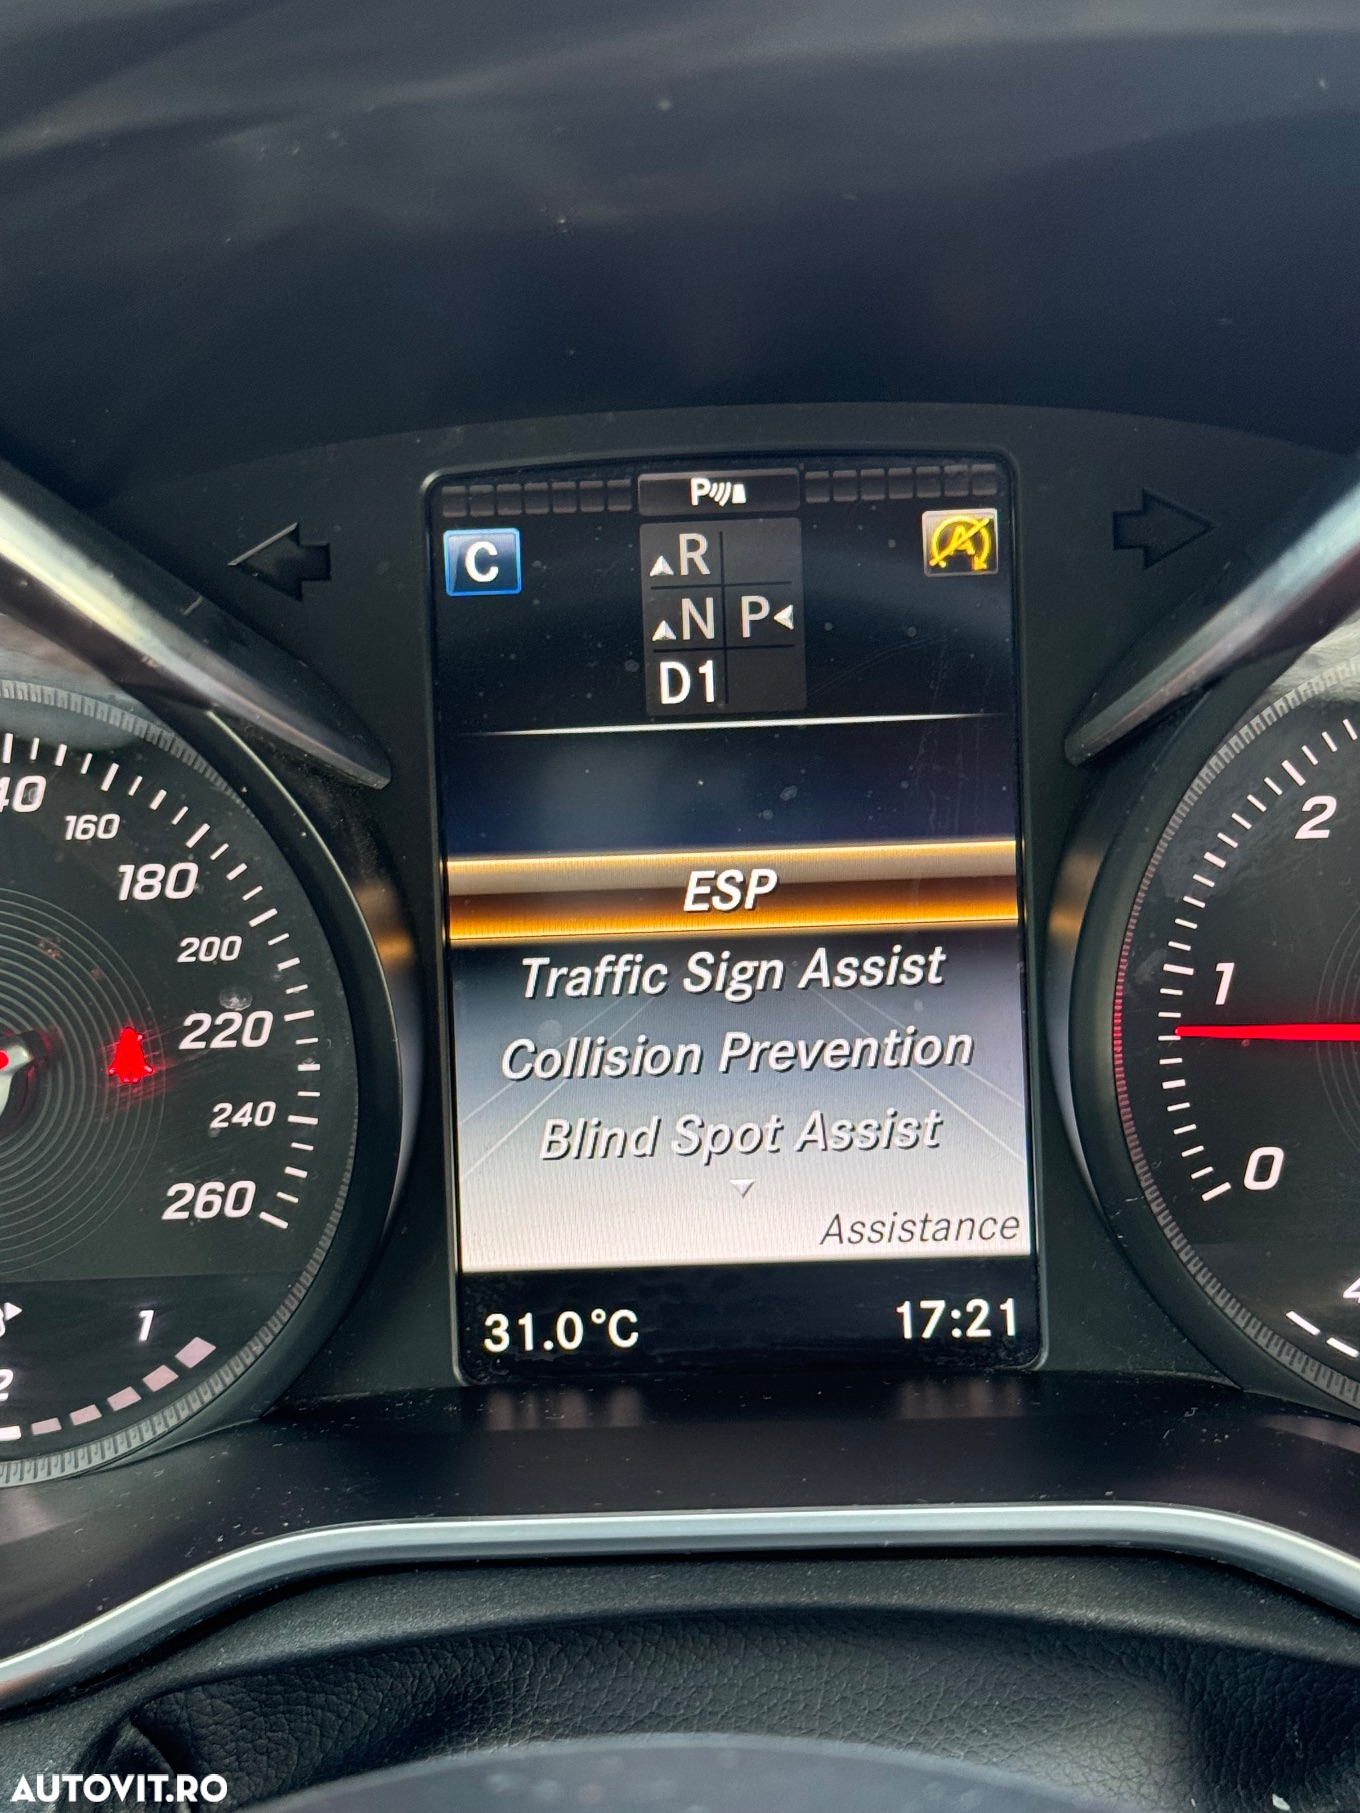 P
C
R
N P
D1
160
180
200
220
240
260
1
2
ESP
Traffic Sign Assist
Collision Prevention
Blind Spot Assist
Assistance
31.0°C
17:21
2
1
0
AUTOVIT.RO